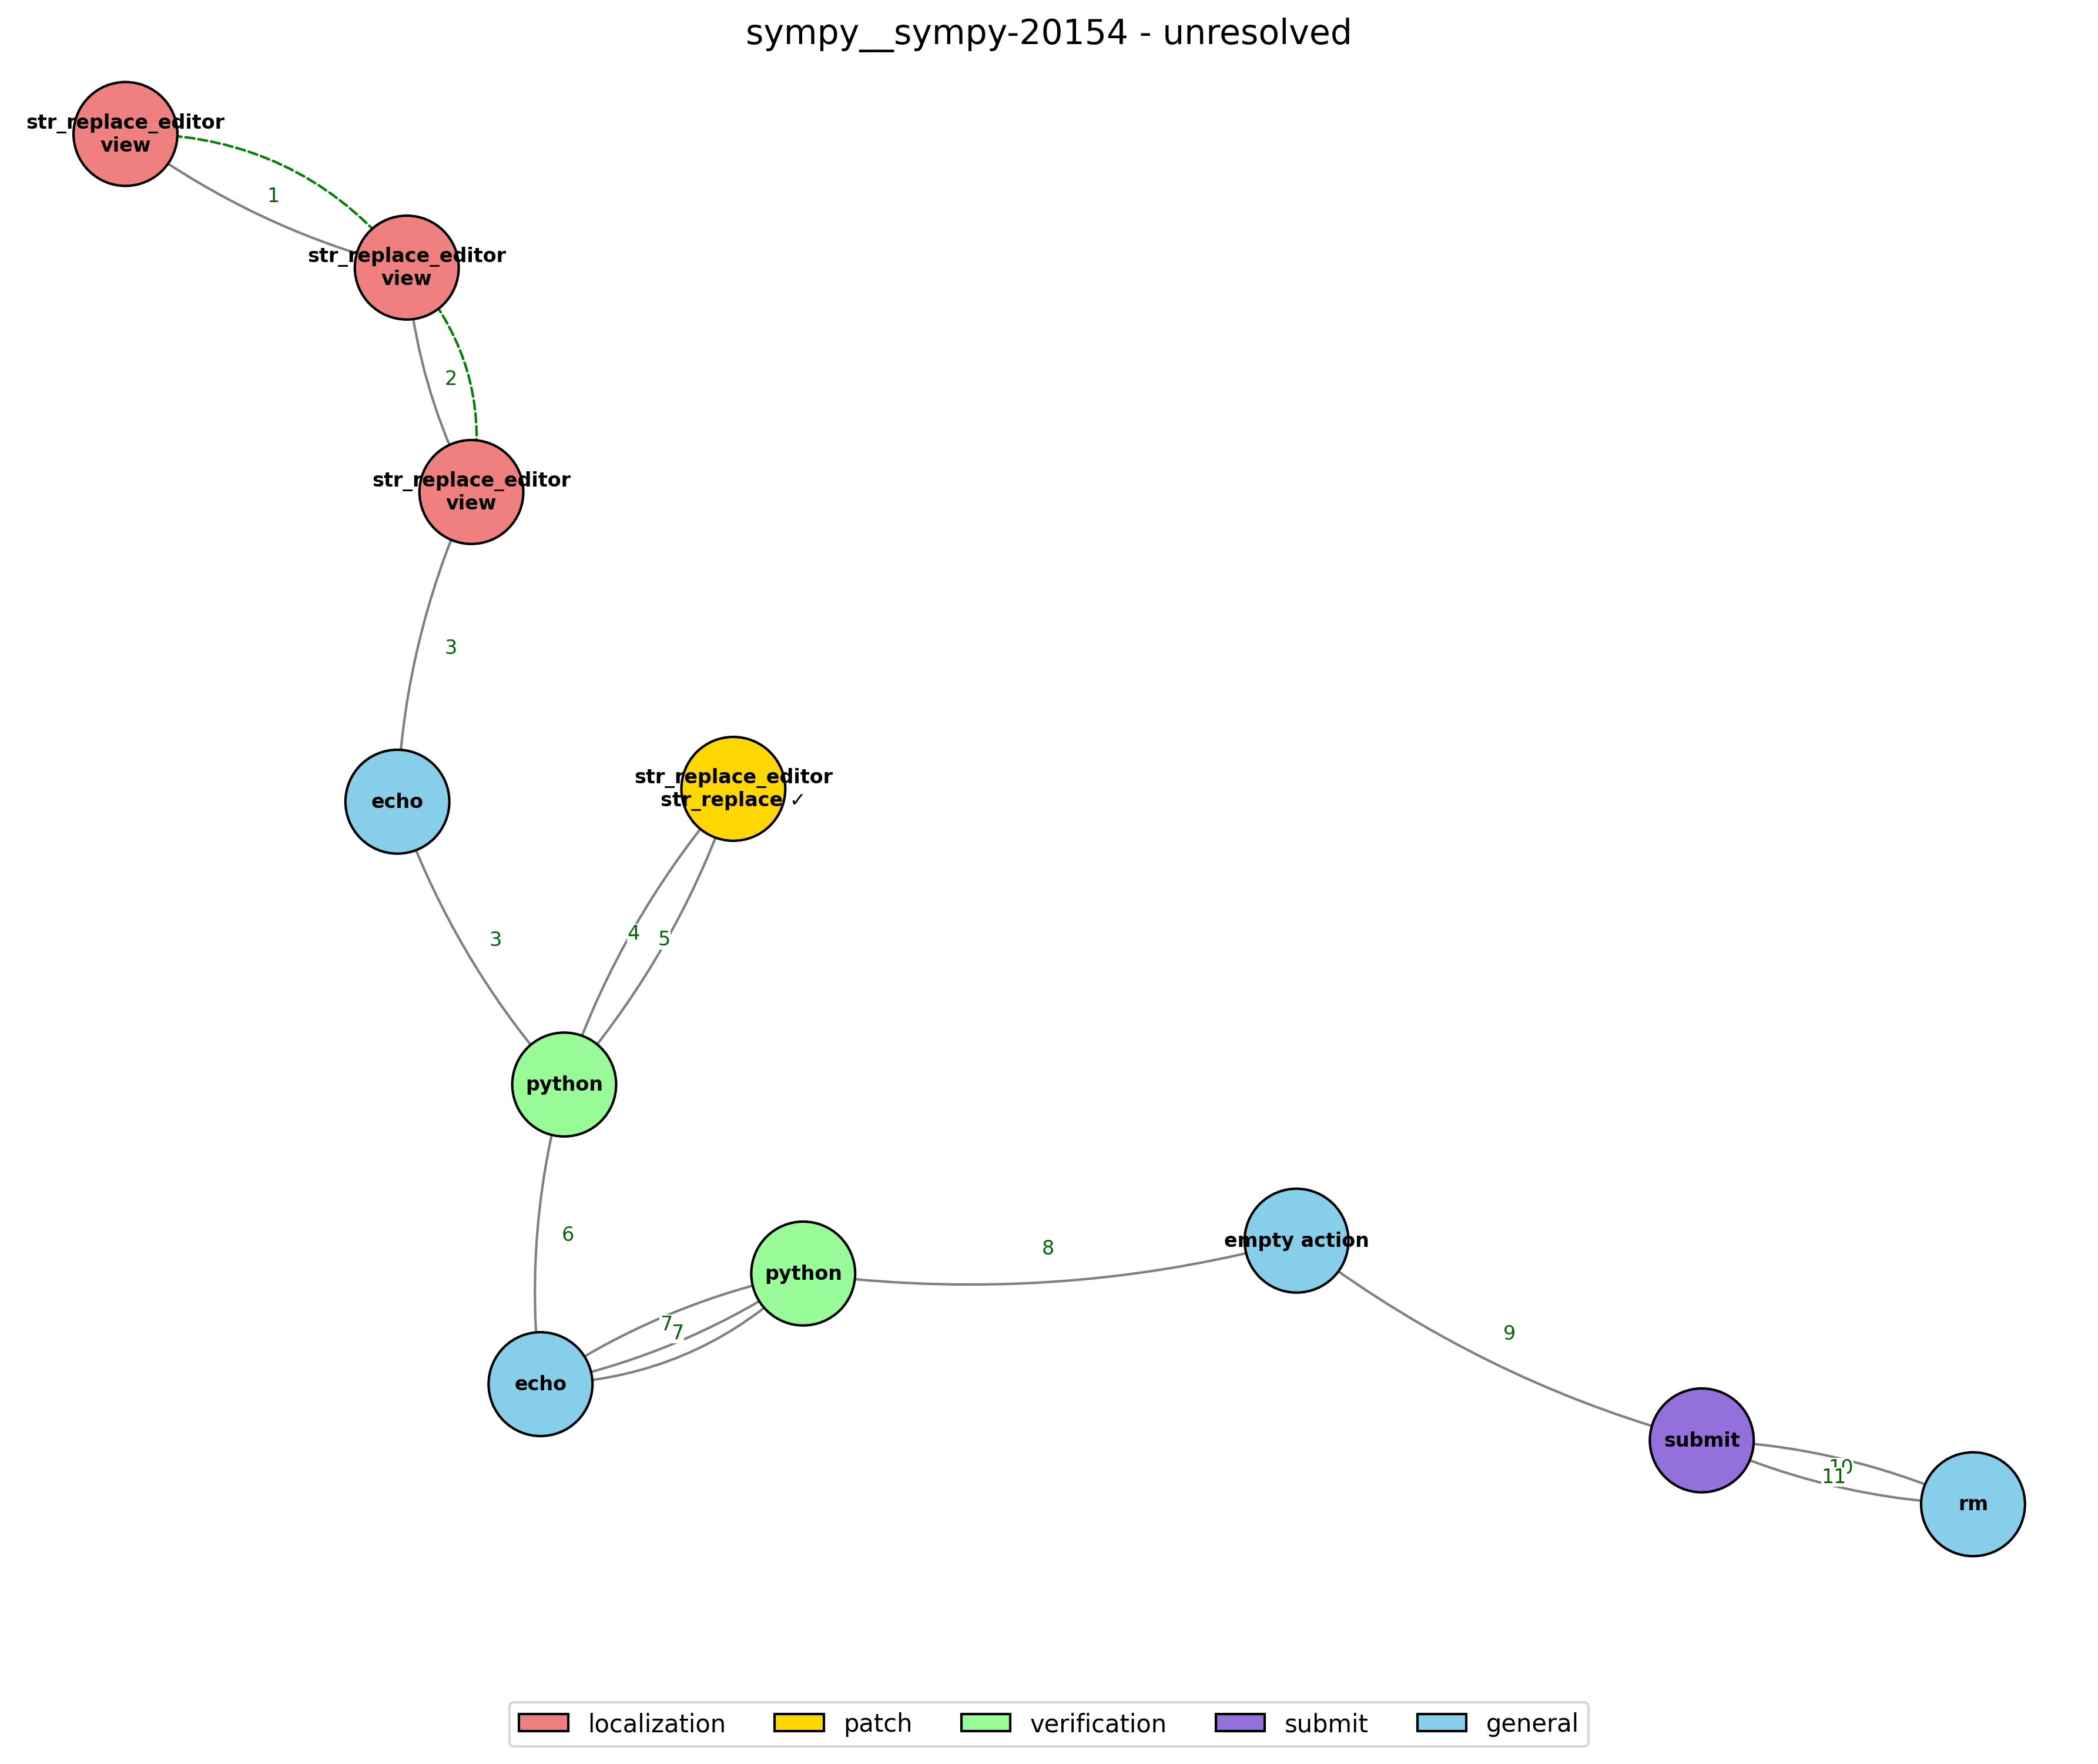 sympy__sympy-20154 - unresolved
str_replace_editor
view
1
str_replace_editor
view
2
str_replace_editor
view
3
echo
str_replace_editor
str_replace ✓
3
4
5
python
6
7
7
python
8
empty action
9
echo
submit
10
11
rm
localization
patch
verification
submit
general